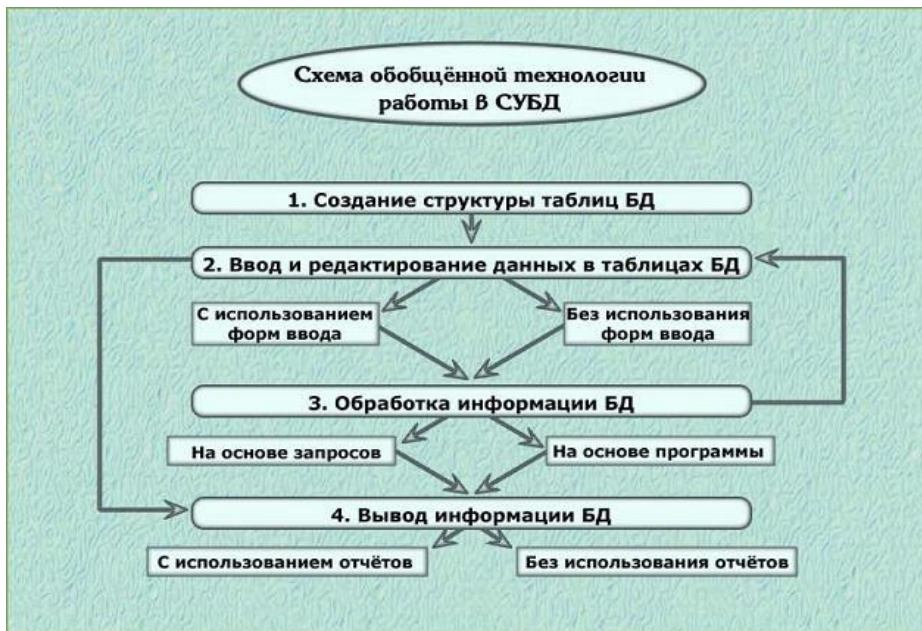 Схема обобщённой технологии
работы в СУБД
1. Создание структуры таблиц БД
2. Ввод и редактирование данных в таблицах БД
С использованием
форм ввода
Без использования
форм ввода
3. Обработка информации БД
На основе запросов
На основе программы
4. Вывод информации БД
С использованием отчётов
Без использования отчётов